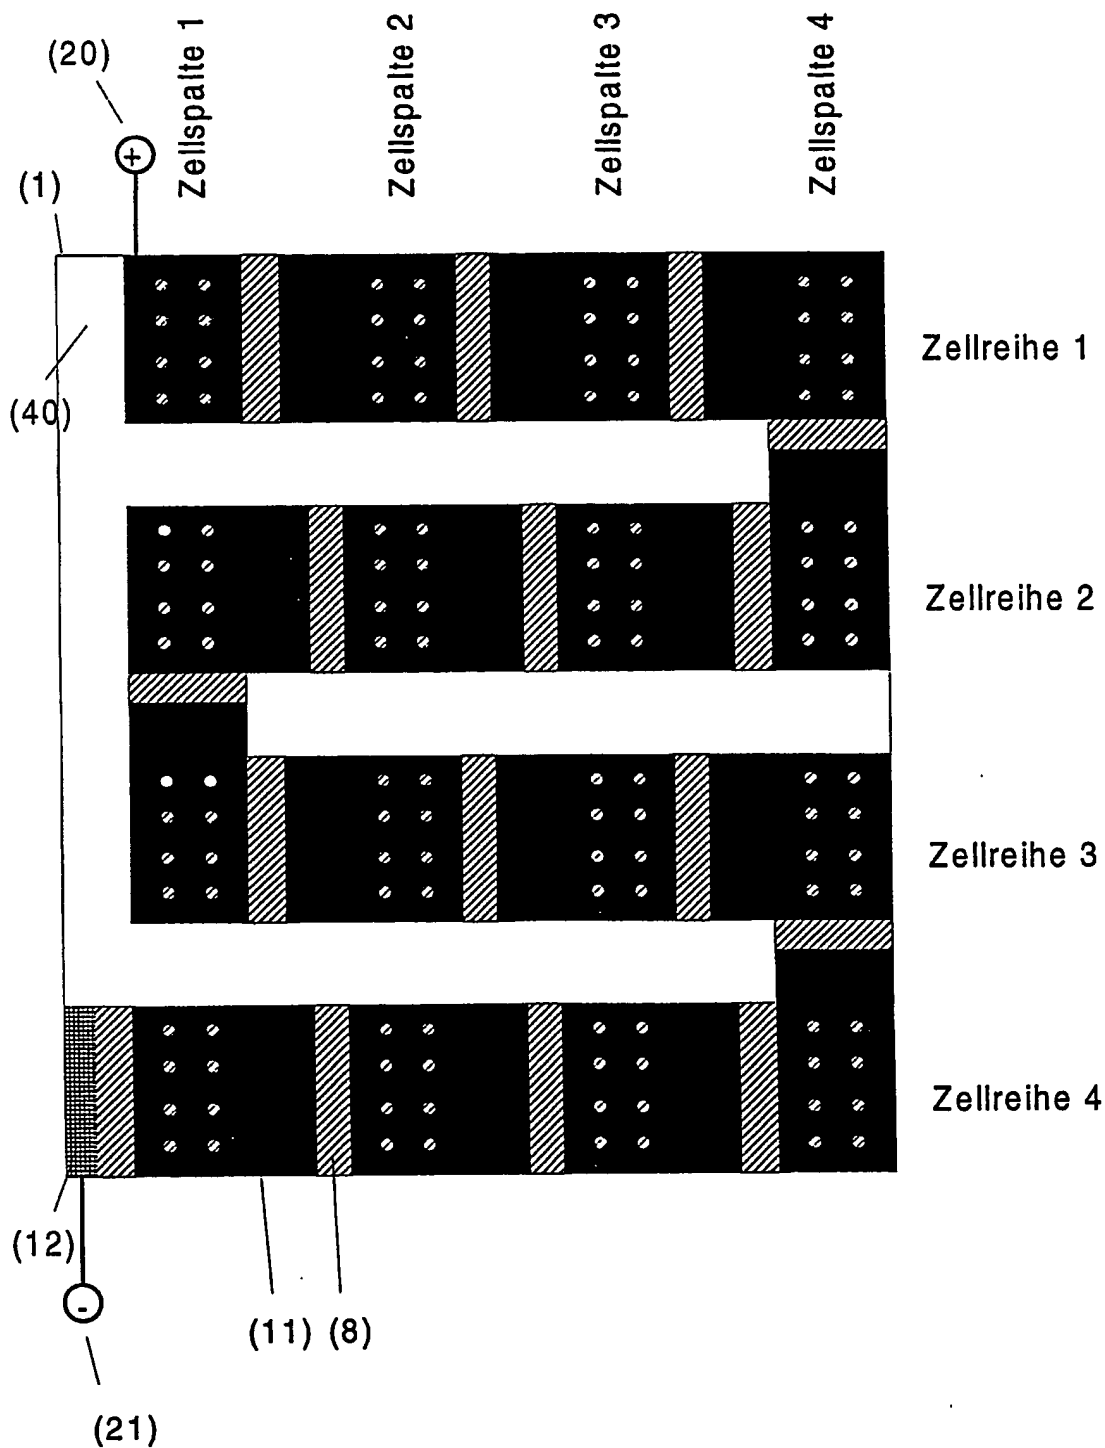 Zellspalte 1
Zellspalte 2
Zellspalte 3
Zellspalte 4
(20)
+
(1)
(40)
Zellreihe 1
Zellreihe 2
Zellreihe 3
Zellreihe 4
(12)
-
(11) (8)
(21)